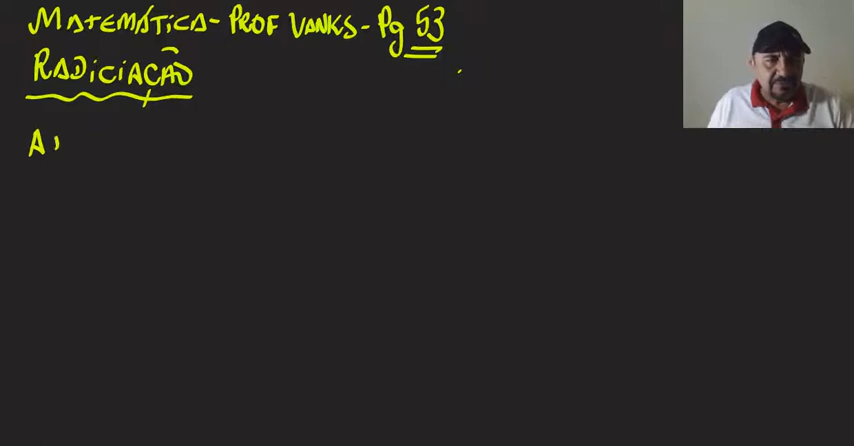 MATEMÁTICA - PROF VANKS - Pg 53
RADICIAÇÃO
A